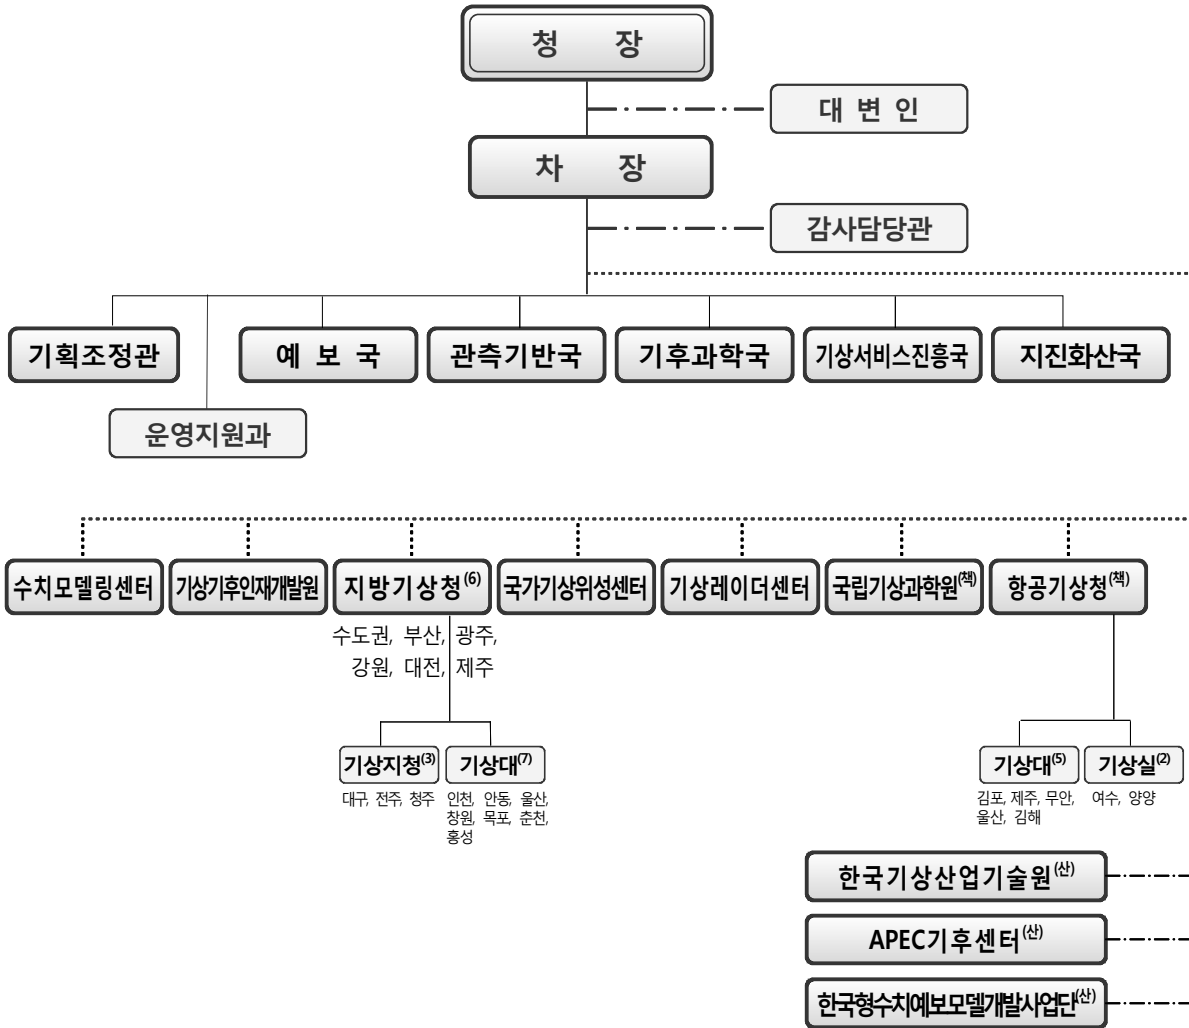 청 장
대 변 인
차 장
감사담당관
기획조정관
예 보 국
관측기반국
기후과학국
기상서비스진흥국
지진화산국
운영지원과
수치모델링센터
기상기후인재개발원
지방기상청(6)
국가기상위성센터
기상레이더센터
국립기상과학원(책)
항공기상청(책)
수도권, 부산, 광주,
강원, 대전, 제주
기상지청(3)
기상대(7)
기상대(5)
기상실(2)
대구, 전주, 청주
인천, 안동, 울산,
창원, 목포, 춘천,
홍성
김포, 제주, 무안,
울산, 김해
여수, 양양
한국기상산업기술원(산)
APEC기후센터(산)
한국형수치예보모델개발사업단(산)